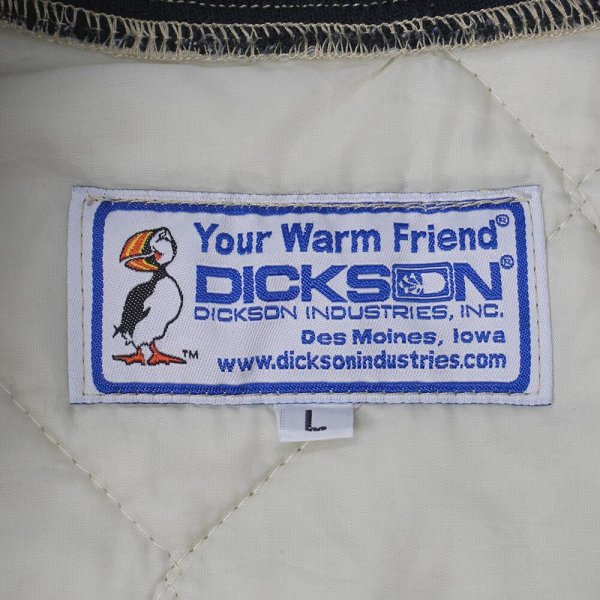 Your Warm Friend®
DICKSON®
DICKSON INDUSTRIES, INC.
Des Moines, Iowa
™ www.dicksonindustries.com
L